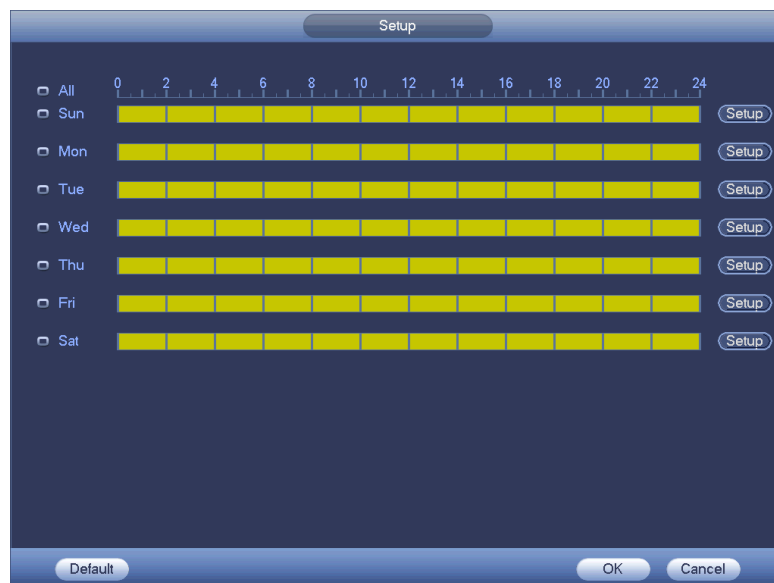 Setup
0 2 4 6 8 10 12 14 16 18 20 22 24
All
Sun Setup
Mon Setup
Tue Setup
Wed Setup
Thu Setup
Fri Setup
Sat Setup
Default OK Cancel